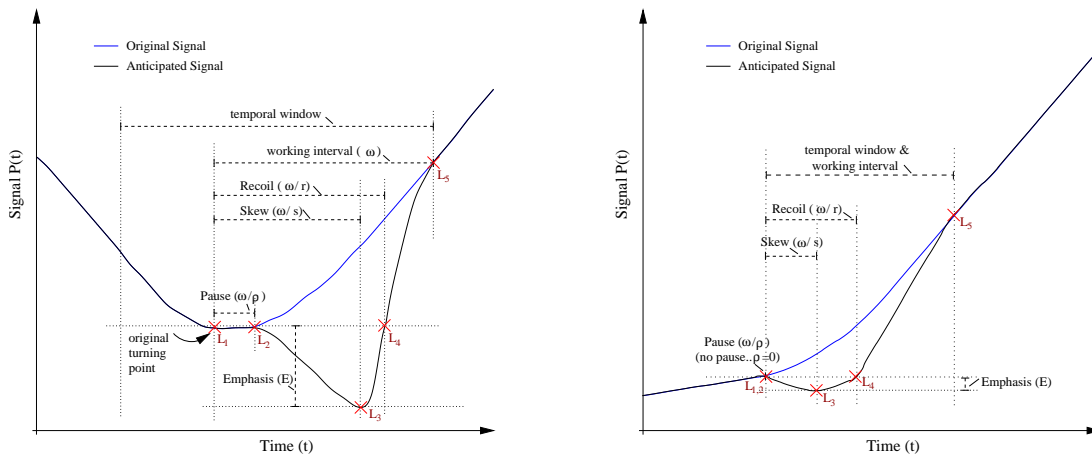 Original Signal
Anticipated Signal
temporal window
working interval ( ω)
L5
Recoil ( ω/ r)
Skew (ω/ s)
Pause (ω/ρ)
original
turning
point
L1
L2
L4
Emphasis (E)
L3
Signal P(t)
Time (t)
Original Signal
Anticipated Signal
temporal window &
working interval
Recoil ( ω/ r)
L5
Skew (ω/ s)
Pause (ω/ρ)
(no pause..ρ=0)
L1,2
L4
L3
Emphasis (E)
Signal P(t)
Time (t)